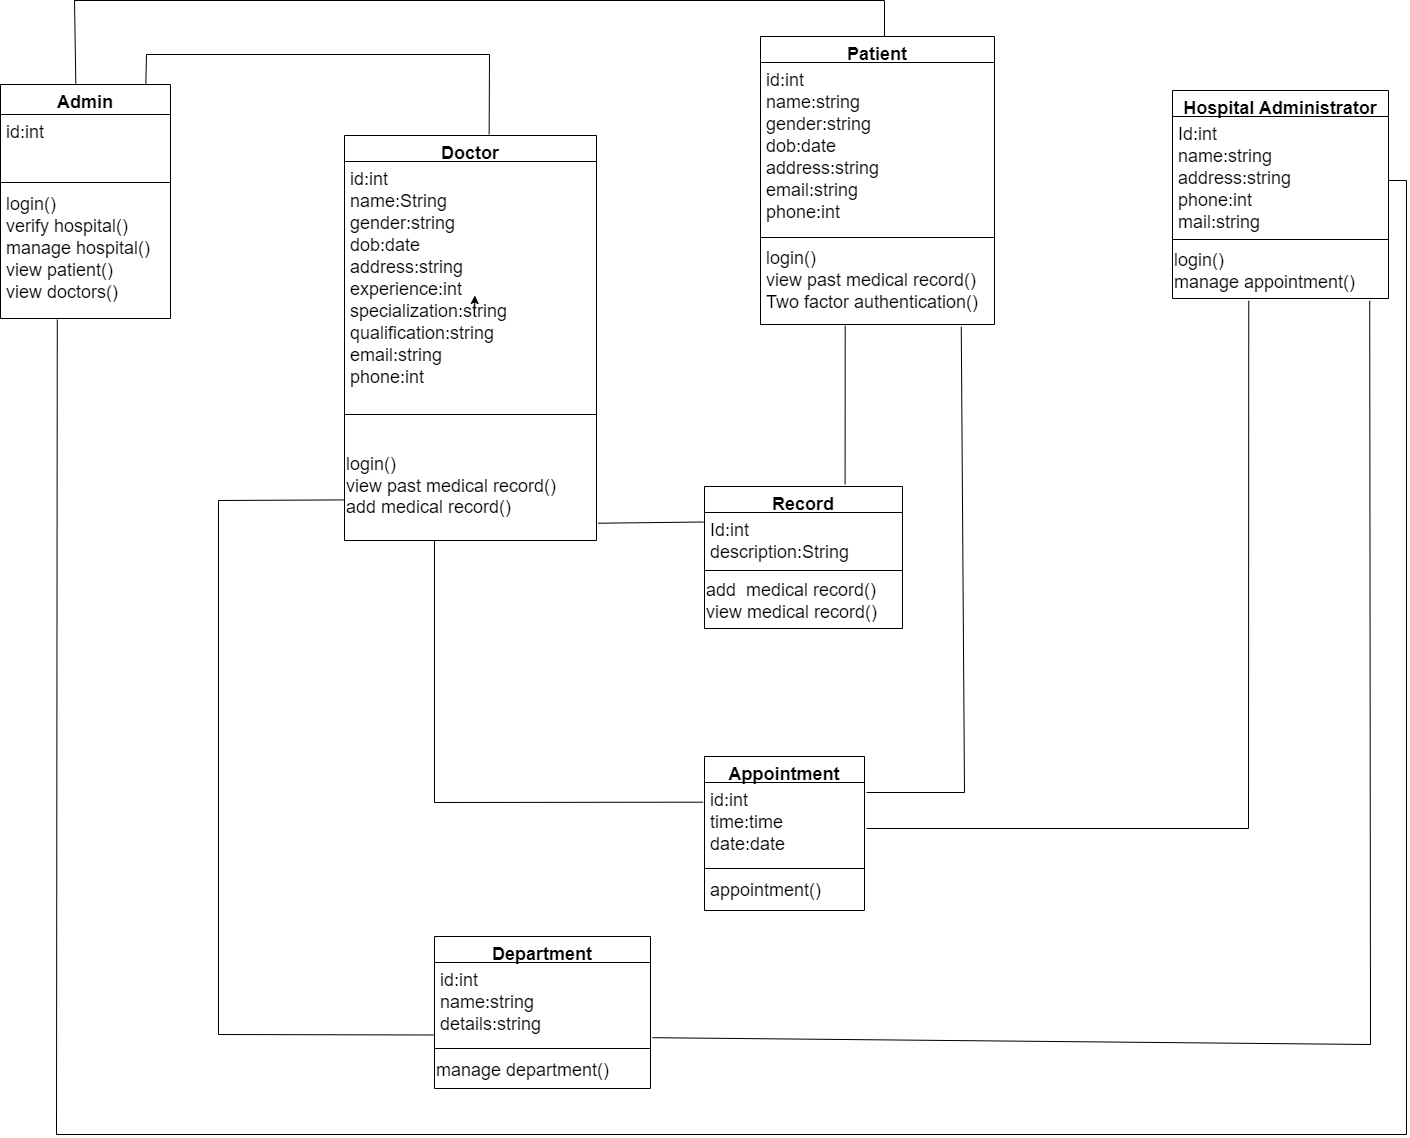 Admin
id:int
login()
verify hospital()
manage hospital()
view patient()
view doctors()
Doctor
id:int
name:String
gender:string
dob:date
address:string
experience:int
specialization:string
qualification:string
email:string
phone:int
login()
view past medical record()
add medical record()
Patient
id:int
name:string
gender:string
dob:date
address:string
email:string
phone:int
login()
view past medical record()
Two factor authentication()
Hospital Administrator
Id:int
name:string
address:string
phone:int
mail:string
login()
manage appointment()
Record
Id:int
description:String
add  medical record()
view medical record()
Appointment
id:int
time:time
date:date
appointment()
Department
id:int
name:string
details:string
manage department()